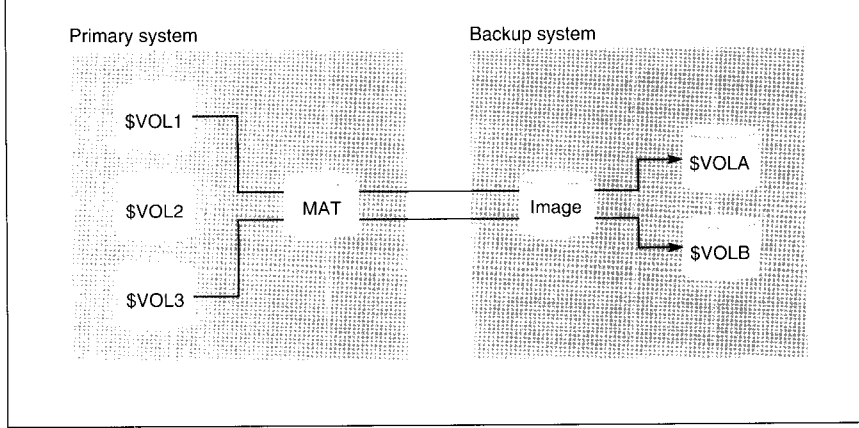 Primary system
Backup system
$VOL1
$VOL2
$VOL3
MAT
Image
$VOLA
$VOLB